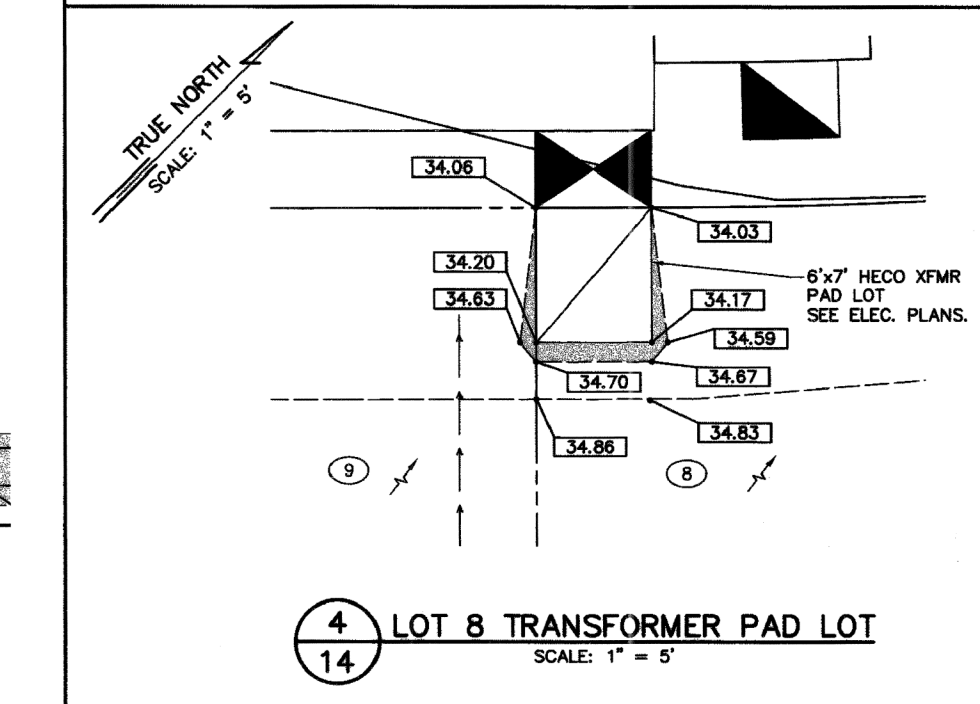 TRUE NORTH
SCALE: 1" = 5'
34.06
34.03
34.20
6'x7' HECO XFMR
PAD LOT
SEE ELEC. PLANS.
34.63
34.17
34.59
34.70
34.67
34.86
34.83
9
8
4
14
LOT 8 TRANSFORMER PAD LOT
SCALE: 1" = 5'